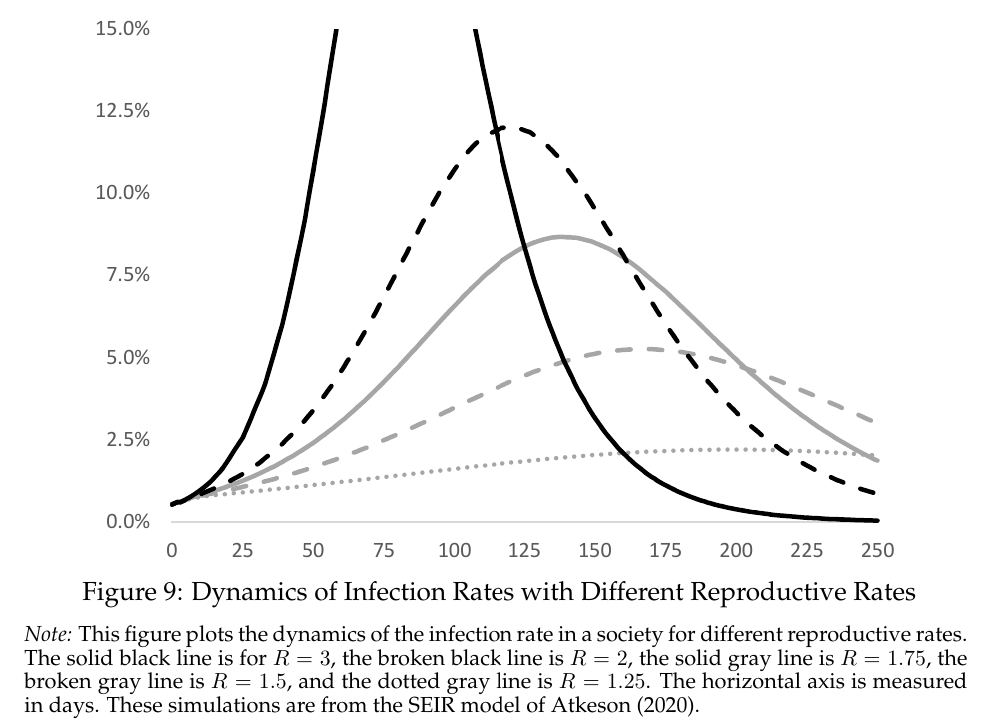 15.0%
12.5%
10.0%
7.5%
5.0%
2.5%
0.0%
0 25 50 75 100 125 150 175 200 225 250
Figure 9: Dynamics of Infection Rates with Different Reproductive Rates
Note: This figure plots the dynamics of the infection rate in a society for different reproductive rates.
The solid black line is for R = 3, the broken black line is R = 2, the solid gray line is R = 1.75, the
broken gray line is R = 1.5, and the dotted gray line is R = 1.25. The horizontal axis is measured
in days. These simulations are from the SEIR model of Atkeson (2020).